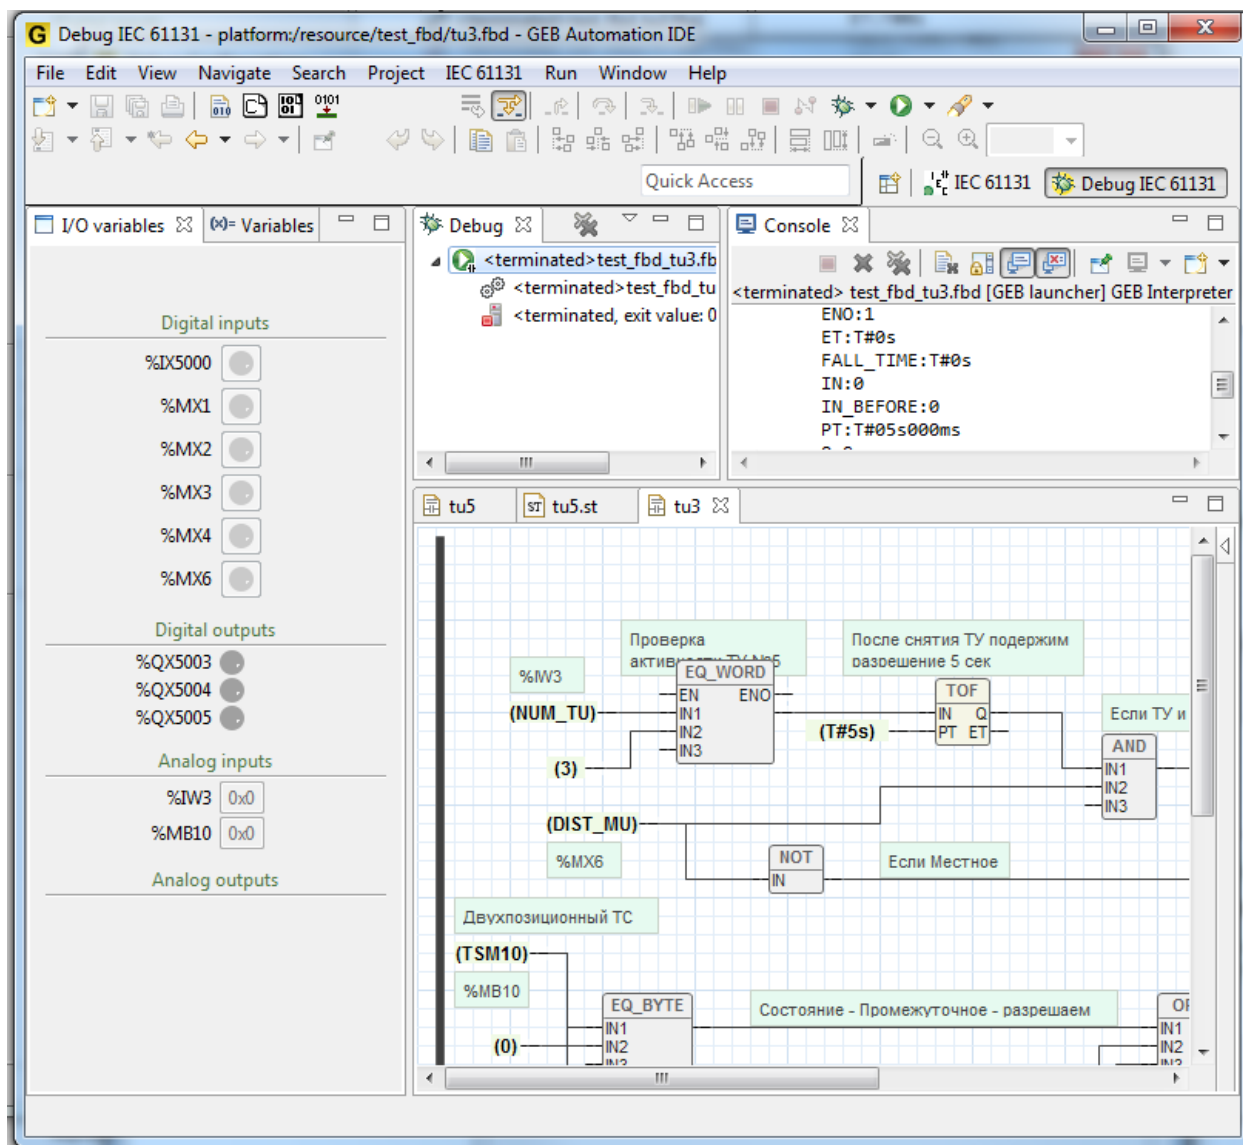 Debug IEC 61131 - platform:/resource/test_fbd/tu3.fbd - GEB Automation IDE
File Edit View Navigate Search Project IEC 61131 Run Window Help
Quick Access
IEC 61131
Debug IEC 61131
I/O variables
(x)= Variables
Digital inputs
%IX5000
%MX1
%MX2
%MX3
%MX4
%MX6
Digital outputs
%QX5003
%QX5004
%QX5005
Analog inputs
%IW3 0x0
%MB10 0x0
Analog outputs
Debug
<terminated>test_fbd_tu3.fb
<terminated>test_fbd_tu
<terminated, exit value: 0
Console
<terminated> test_fbd_tu3.fbd [GEB launcher] GEB Interpreter
ENO:1
ET:T#0s
FALL_TIME:T#0s
IN:0
IN_BEFORE:0
PT:T#05s000ms
tu5
tu5.st
tu3
Проверка
активности ТУ №5
После снятия ТУ подержим
разрешение 5 сек
%IW3
EQ_WORD
EN ENO
IN1
IN2
IN3
(NUM_TU)
(3)
TOF
IN Q
PT ET
(T#5s)
Если ТУ и
AND
IN1
IN2
IN3
(DIST_MU)
%MX6
NOT
IN
Если Местное
Двухпозиционный ТС
(TSM10)
%MB10
EQ_BYTE
IN1
IN2
IN3
(0)
Состояние - Промежуточное - разрешаем
IN1
IN2
IN3